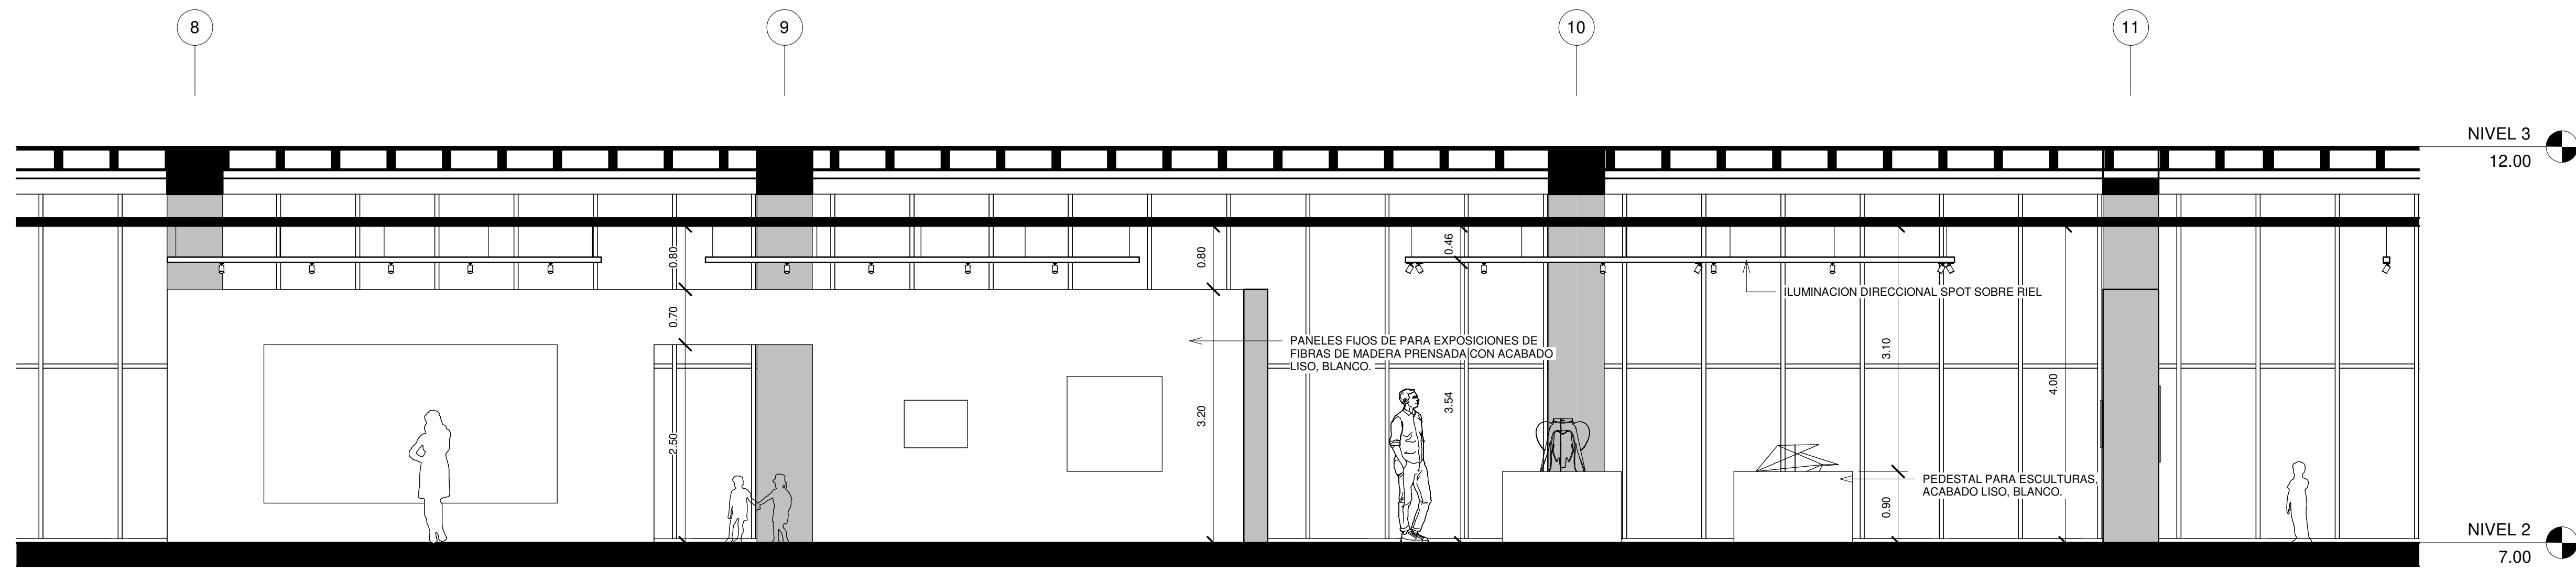 8
9
10
11
NIVEL 3
12.00
0.80
0.80
0.46
ILUMINACION DIRECCIONAL SPOT SOBRE RIEL
0.70
PANELES FIJOS DE PARA EXPOSICIONES DE
FIBRAS DE MADERA PRENSADA CON ACABADO
LISO, BLANCO.
3.10
4.00
2.50
3.20
3.54
PEDESTAL PARA ESCULTURAS,
ACABADO LISO, BLANCO.
0.90
NIVEL 2
7.00